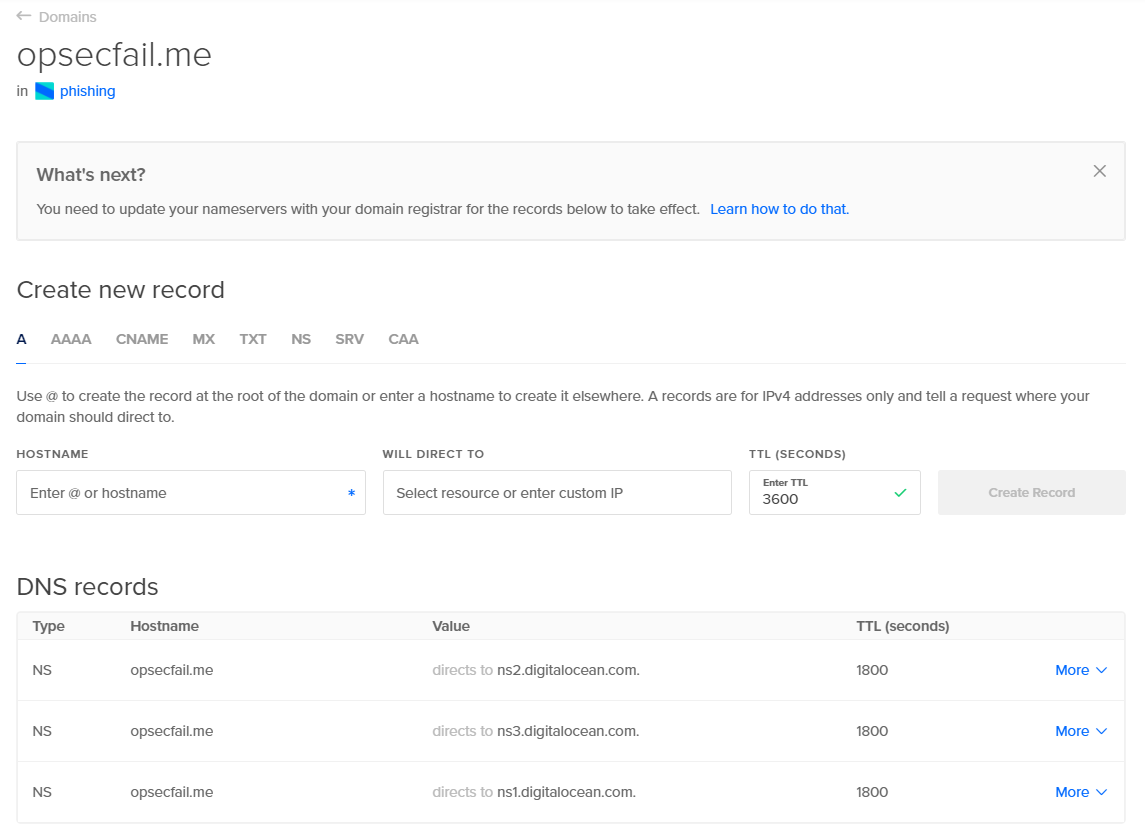 ← Domains
opsecfail.me
in phishing
What's next?
You need to update your nameservers with your domain registrar for the records below to take effect. Learn how to do that.
Create new record
A AAAA CNAME MX TXT NS SRV CAA
Use @ to create the record at the root of the domain or enter a hostname to create it elsewhere. A records are for IPv4 addresses only and tell a request where your
domain should direct to.
HOSTNAME WILL DIRECT TO TTL (SECONDS)
Enter @ or hostname * Select resource or enter custom IP Enter TTL
3600
Create Record
DNS records
Type Hostname Value TTL (seconds)
NS opsecfail.me directs to ns2.digitalocean.com. 1800 More
NS opsecfail.me directs to ns3.digitalocean.com. 1800 More
NS opsecfail.me directs to ns1.digitalocean.com. 1800 More